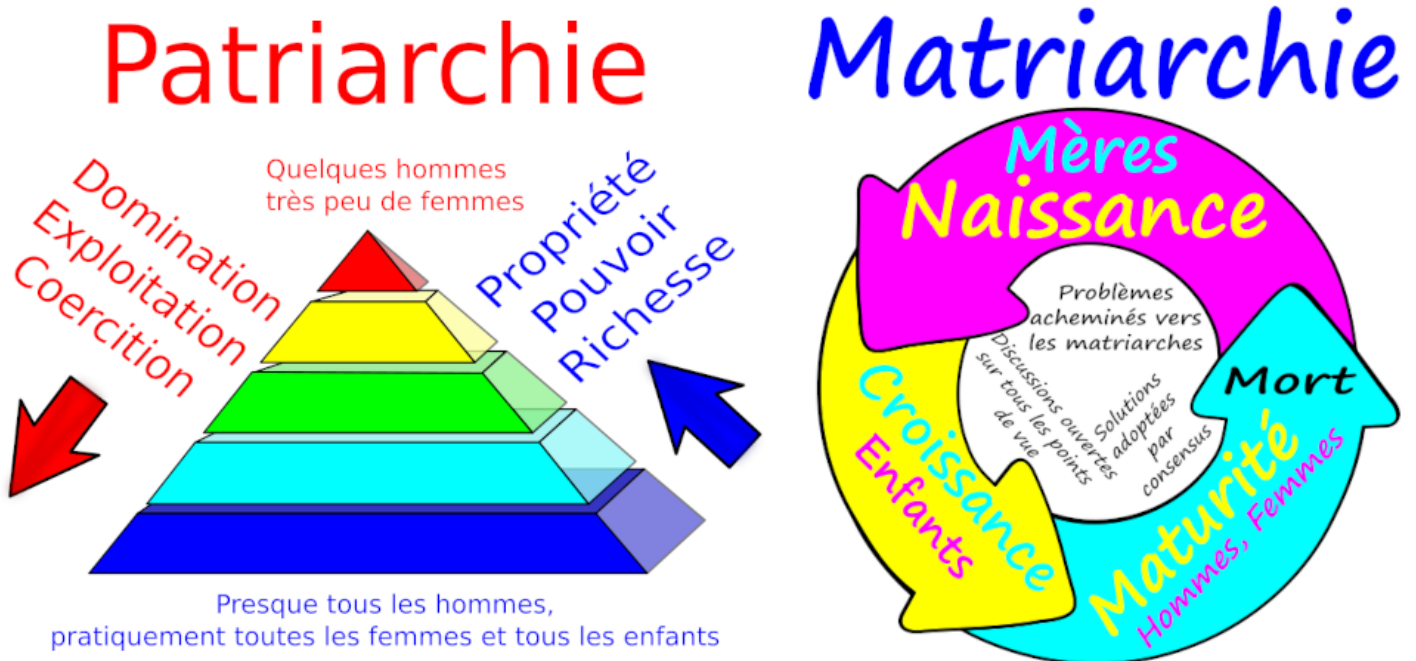 Patriarchie
Domination
Exploitation
Coercition
Quelques hommes
très peu de femmes
Propriété
Pouvoir
Richesse
Presque tous les hommes,
pratiquement toutes les femmes et tous les enfants
Matriarchie
Mères
Naissance
Croissance
Enfants
Maturité
Hommes, Femmes
Mort
Problèmes
acheminés vers
les matriarches
Discussions ouvertes
sur tous les points
de vue
Solutions
adoptées
par
consensus